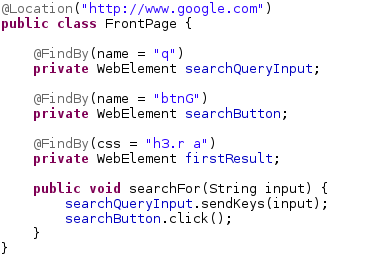 @Location("http://www.google.com")
public class FrontPage {
@FindBy(name = "q")
private WebElement searchQueryInput;
@FindBy(name = "btnG")
private WebElement searchButton;
@FindBy(css = "h3.r a")
private WebElement firstResult;
public void searchFor(String input) {
searchQueryInput.sendKeys(input);
searchButton.click();
}
}